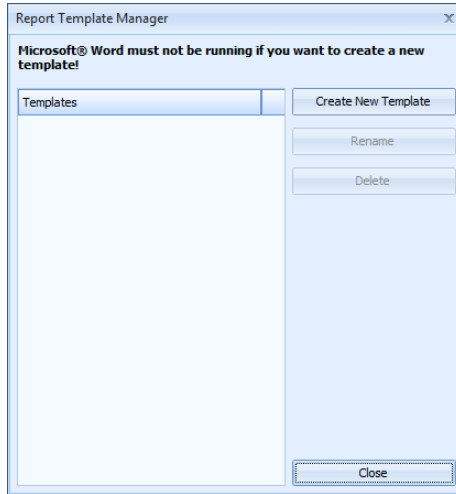 Report Template Manager
Microsoft® Word must not be running if you want to create a new
template!
Templates
Create New Template
Rename
Delete
Close